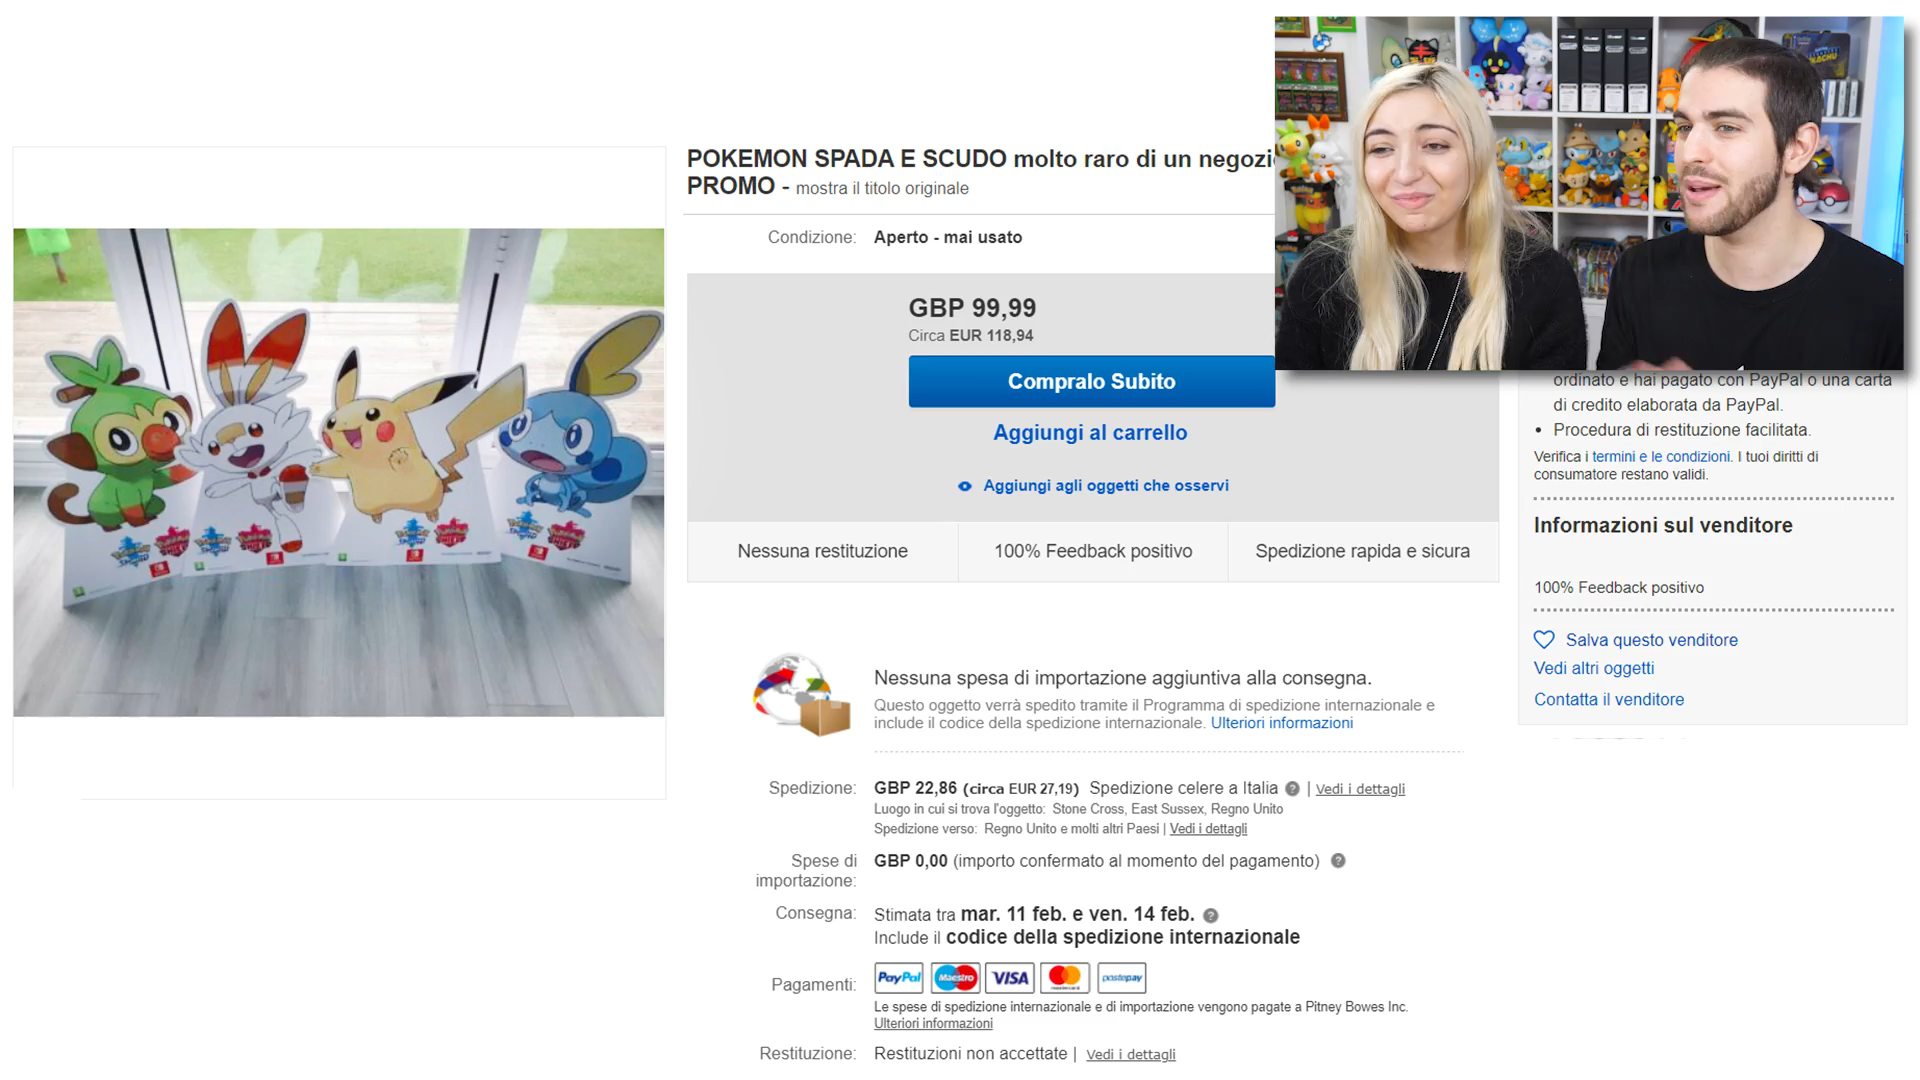 POKEMON SPADA E SCUDO molto raro di un negozi
PROMO - mostra il titolo originale
Condizione: Aperto - mai usato
GBP 99,99
Circa EUR 118,94
Compralo Subito
Aggiungi al carrello
Aggiungi agli oggetti che osservi
Nessuna restituzione
100% Feedback positivo
Spedizione rapida e sicura
ordinato e hai pagato con PayPal o una carta
di credito elaborata da PayPal.
• Procedura di restituzione facilitata.
Verifica i termini e le condizioni. I tuoi diritti di
consumatore restano validi.
Informazioni sul venditore
100% Feedback positivo
Salva questo venditore
Vedi altri oggetti
Contatta il venditore
Nessuna spesa di importazione aggiuntiva alla consegna.
Questo oggetto verrà spedito tramite il Programma di spedizione internazionale e
include il codice della spedizione internazionale. Ulteriori informazioni
Spedizione: GBP 22,86 (circa EUR 27,19) Spedizione celere a Italia ? | Vedi i dettagli
Luogo in cui si trova l'oggetto: Stone Cross, East Sussex, Regno Unito
Spedizione verso: Regno Unito e molti altri Paesi | Vedi i dettagli
Spese di
importazione: GBP 0,00 (importo confermato al momento del pagamento) ?
Consegna: Stimata tra mar. 11 feb. e ven. 14 feb. ?
Include il codice della spedizione internazionale
Pagamenti: PayPal Maestro VISA mastercard postepay
Le spese di spedizione internazionale e di importazione vengono pagate a Pitney Bowes Inc.
Ulteriori informazioni
Restituzione: Restituzioni non accettate | Vedi i dettagli